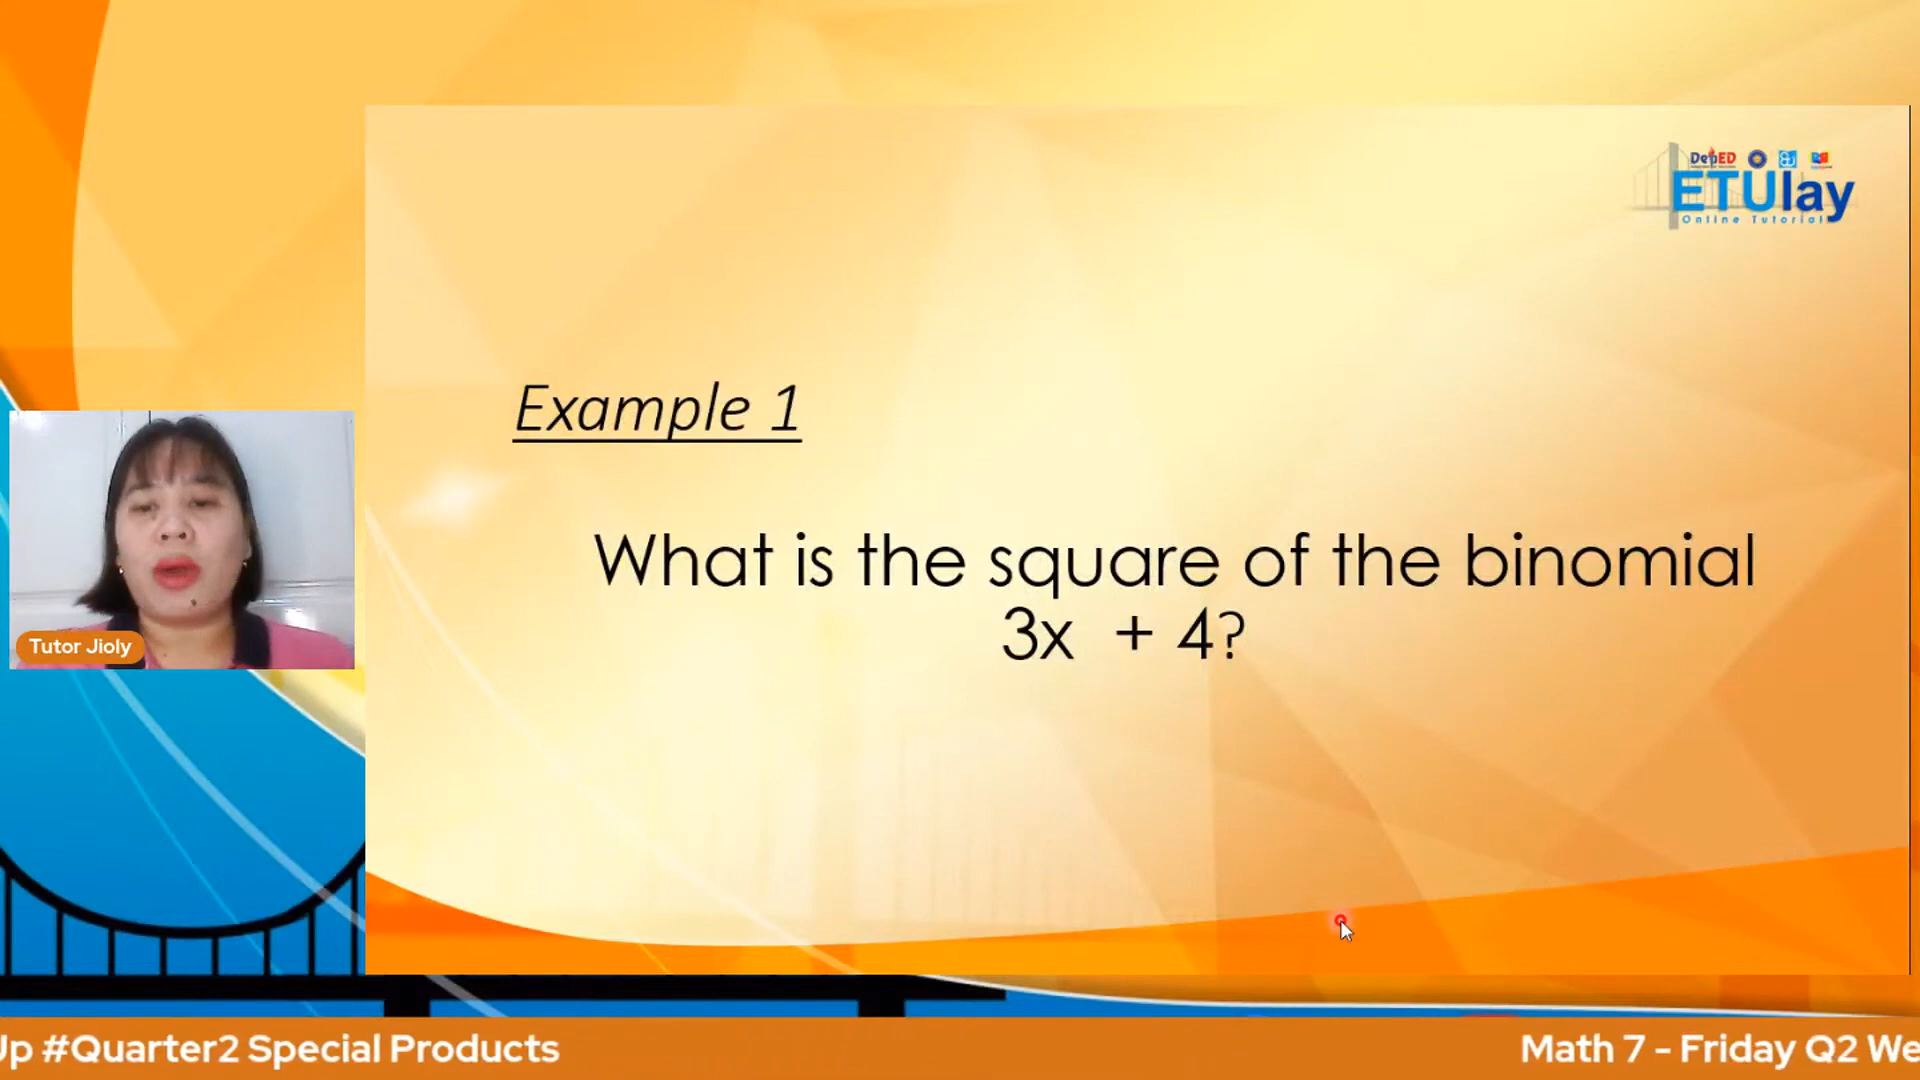 DepED
ETUlay
Online Tutorial
Example 1
What is the square of the binomial
3x + 4?
Tutor Jioly
Up #Quarter2 Special Products
Math 7 - Friday Q2 We